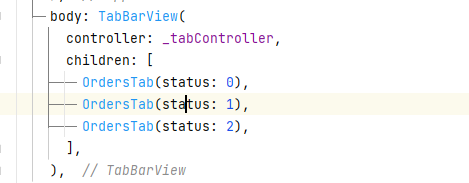 body: TabBarView(
controller: _tabController,
children: [
OrdersTab(status: 0),
OrdersTab(status: 1),
OrdersTab(status: 2),
],
), // TabBarView